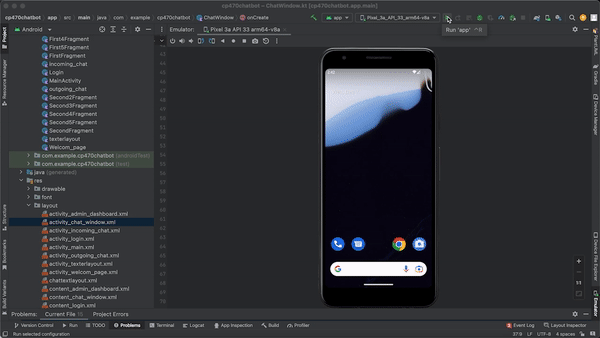 cp470chatbot – ChatWindow.kt [cp470chatbot.app.main]
cp470chatbot app src main java com example cp470chatbot ChatWindow onCreate app Pixel_3a_API_33_arm64-v8a
Android Emulator: Pixel 3a API 33 arm64-v8a Run 'app' ^R
First4Fragment
First5Fragment
FirstFragment
incoming_chat
Login
MainActivity
outgoing_chat
Second2Fragment
Second3Fragment
Second4Fragment
Second5Fragment
SecondFragment
texterlayout
Welcom_page
com.example.cp470chatbot (androidTest)
com.example.cp470chatbot (test)
java (generated)
res
drawable
font
layout
activity_admin_dashboard.xml
activity_chat_window.xml
activity_incoming_chat.xml
activity_login.xml
activity_main.xml
activity_outgoing_chat.xml
activity_texterlayout.xml
activity_welcom_page.xml
chattextlayout.xml
content_admin_dashboard.xml
content_chat_window.xml
content_login.xml
Project
Resource Manager
Structure
Bookmarks
Build Variants
PlantUML
Gradle
Device Manager
Device File Explorer
Emulator
1:1
Problems: Current File Project Errors
Version Control Run TODO Problems Terminal Logcat App Inspection Build Profiler Event Log Layout Inspector
Run selected configuration 37:9 LF UTF-8 4 spaces